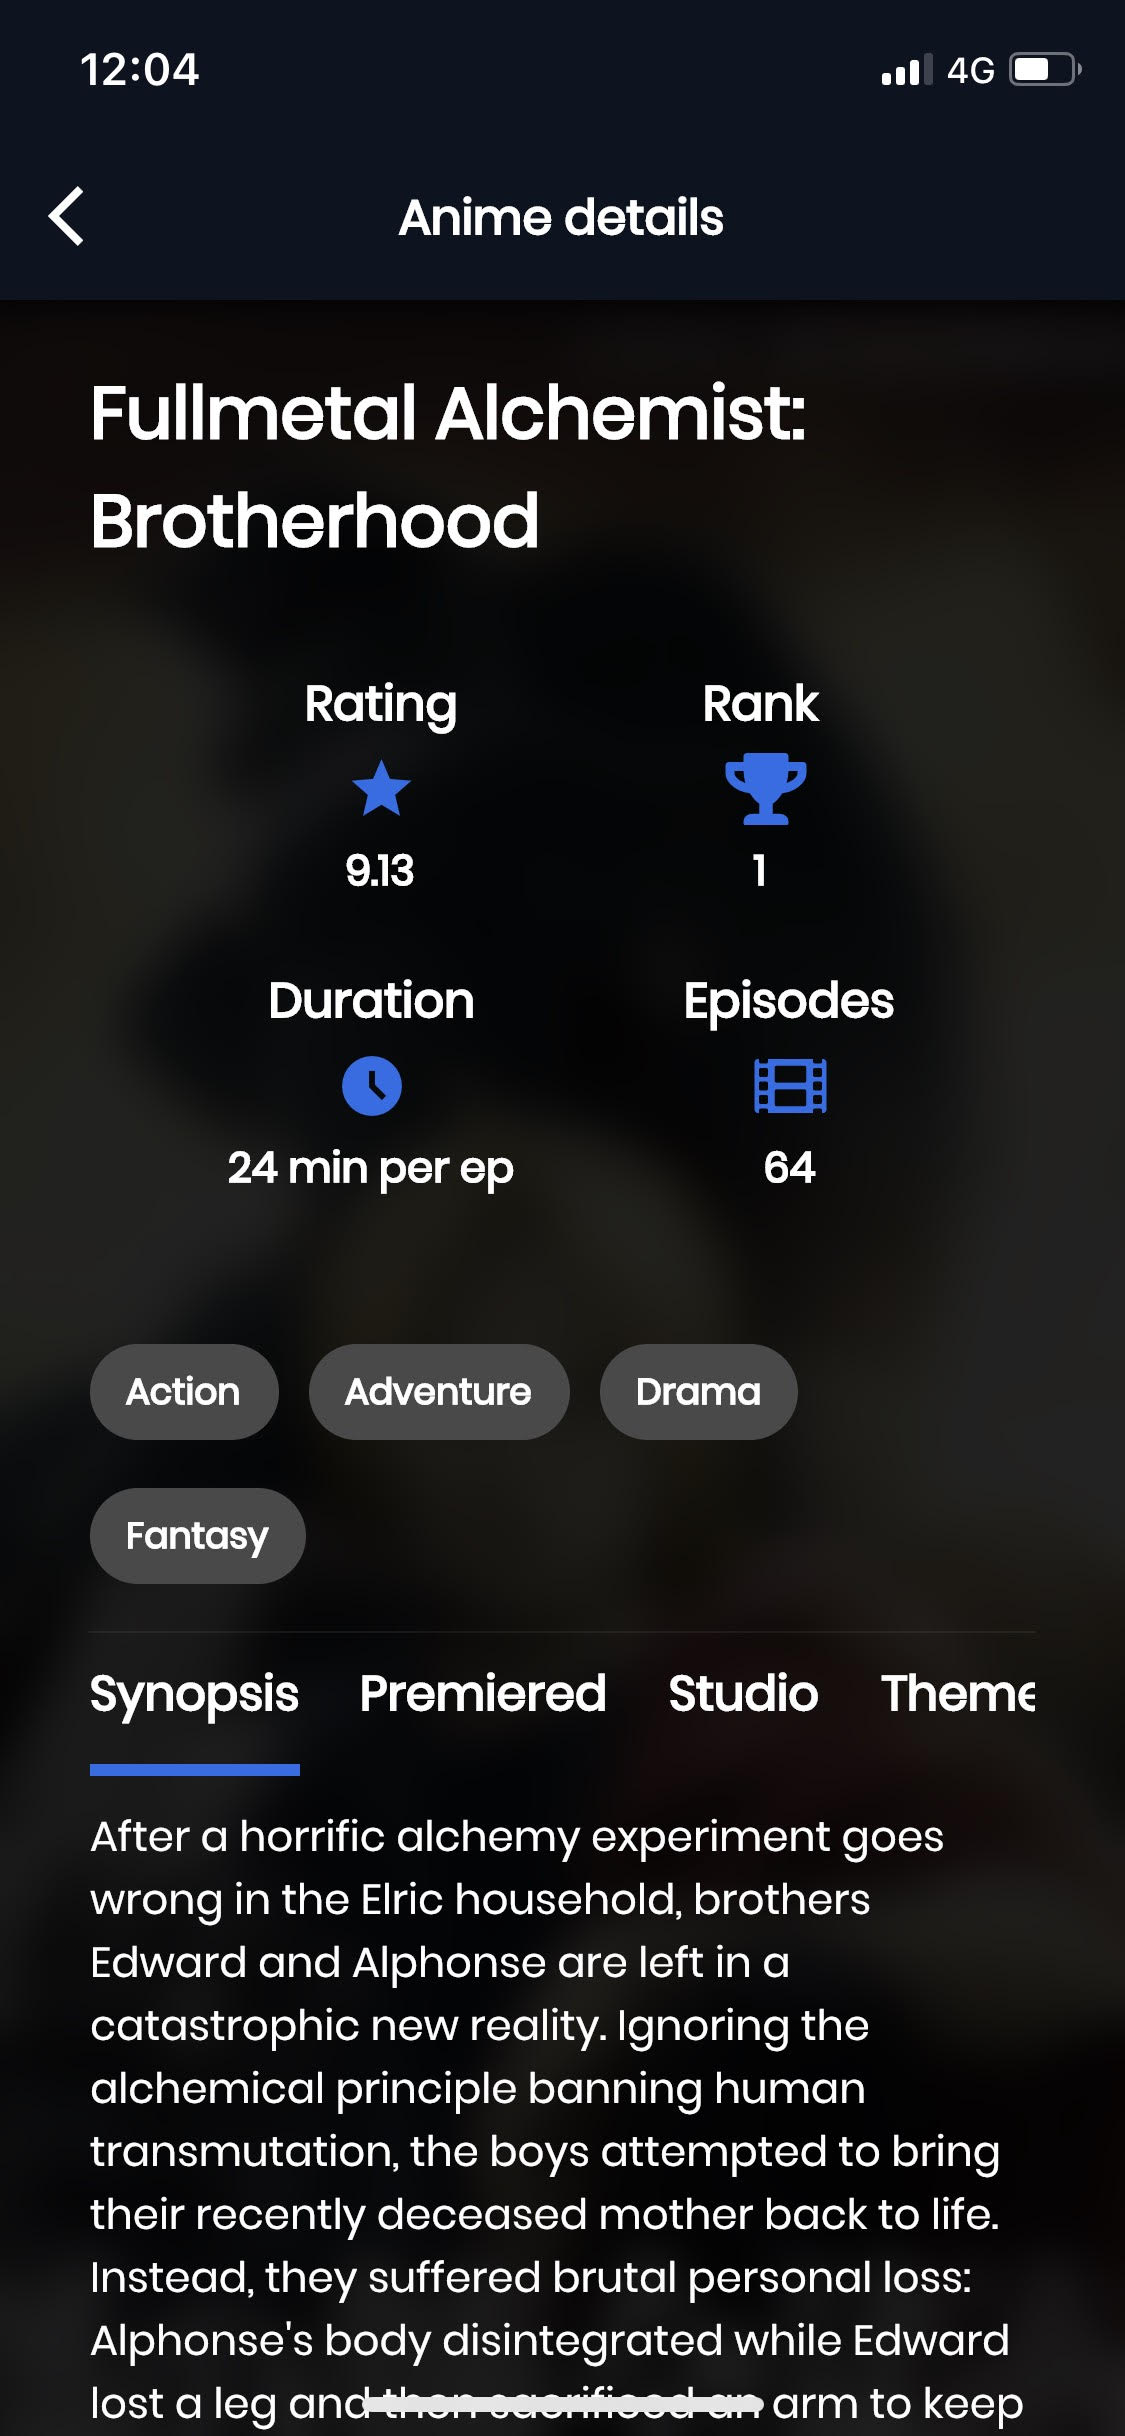 12:04
4G
Anime details
Fullmetal Alchemist:
Brotherhood
Rating
Rank
9.13
1
Duration
Episodes
24 min per ep
64
Action
Adventure
Drama
Fantasy
Synopsis Premiered Studio Theme
After a horrific alchemy experiment goes
wrong in the Elric household, brothers
Edward and Alphonse are left in a
catastrophic new reality. Ignoring the
alchemical principle banning human
transmutation, the boys attempted to bring
their recently deceased mother back to life.
Instead, they suffered brutal personal loss:
Alphonse's body disintegrated while Edward
lost a leg and then sacrificed an arm to keep